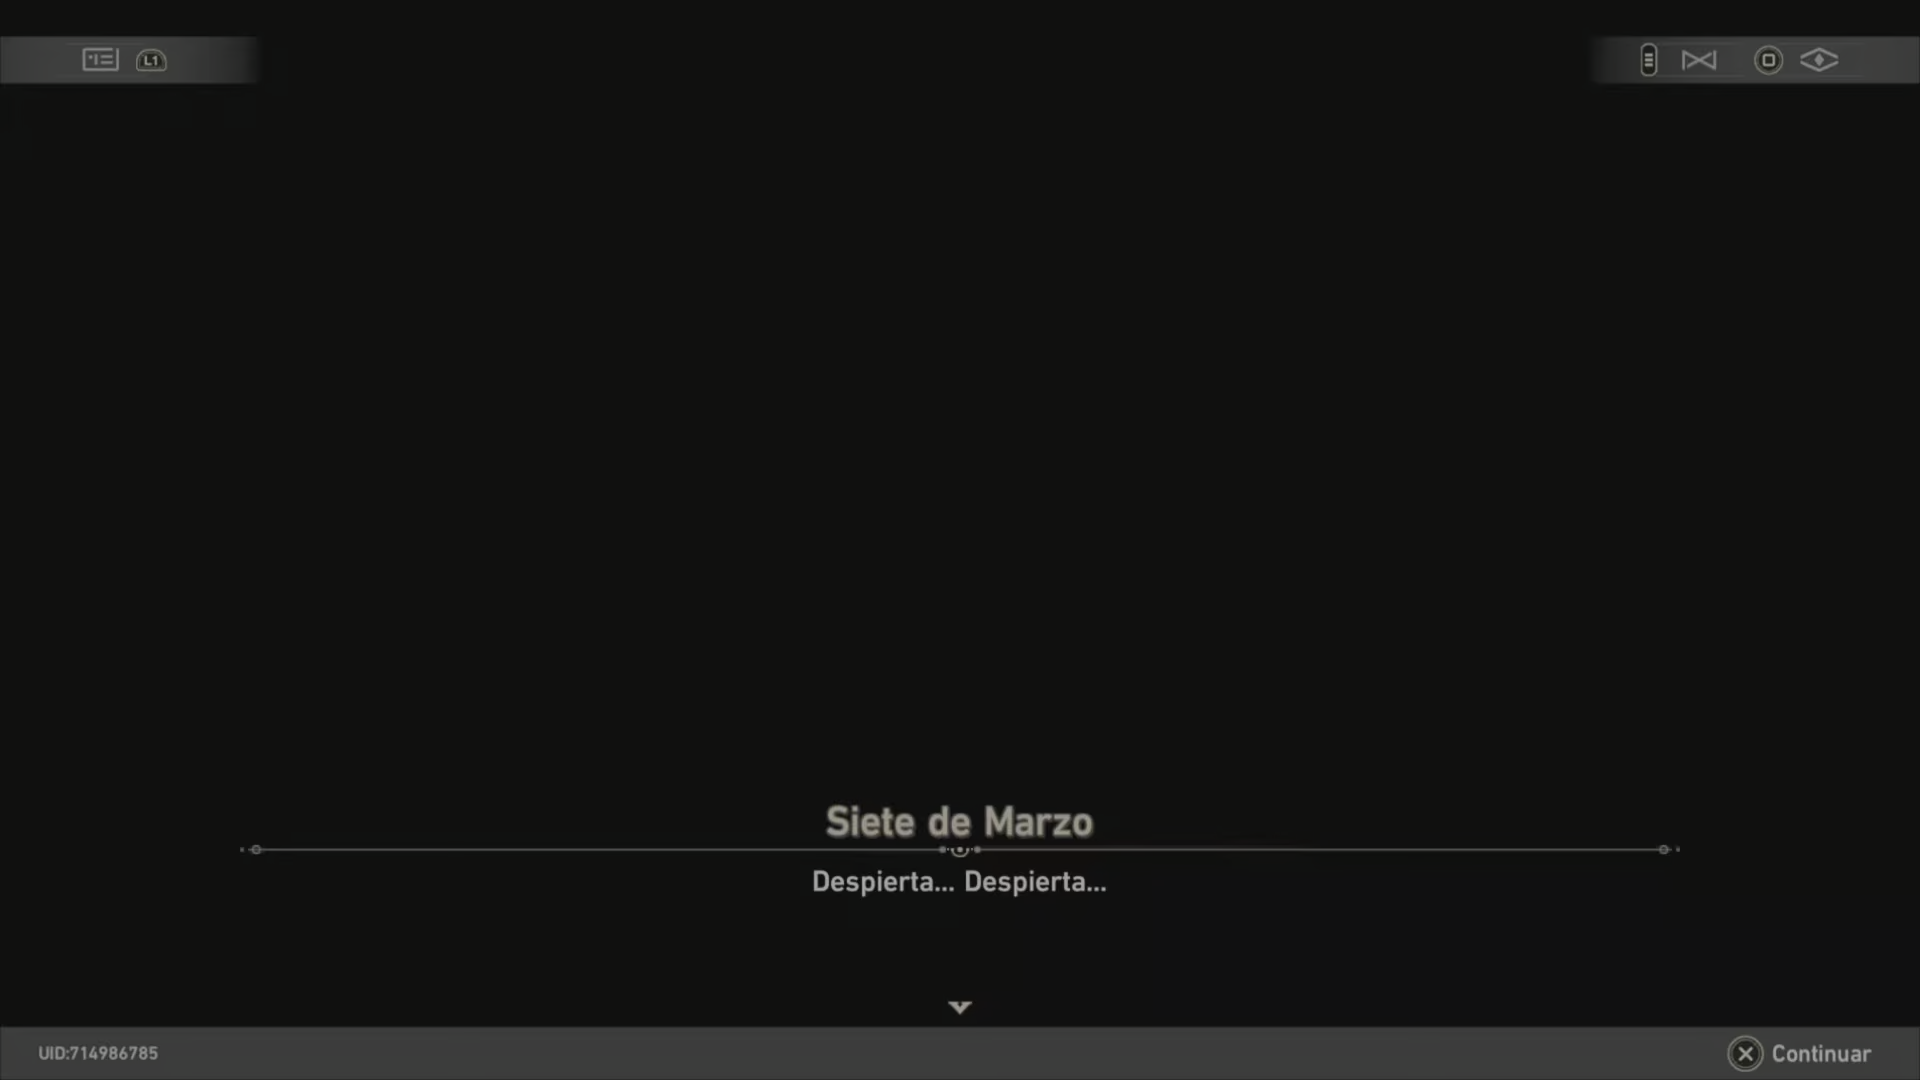 L1
Siete de Marzo
Despierta... Despierta...
UID:714986785
Continuar